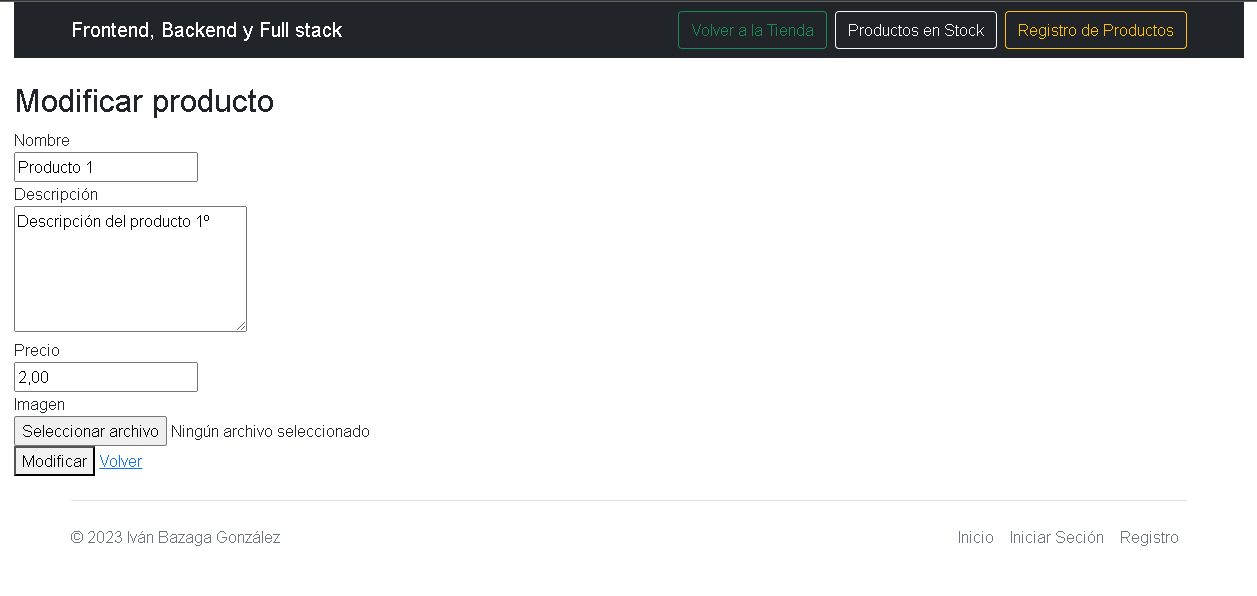 Frontend, Backend y Full stack Volver a la Tienda Productos en Stock Registro de Productos
Modificar producto
Nombre
Producto 1
Descripción
Descripción del producto 1º
Precio
2,00
Imagen
Seleccionar archivo Ningún archivo seleccionado
Modificar Volver
© 2023 Iván Bazaga González Inicio Iniciar Seción Registro